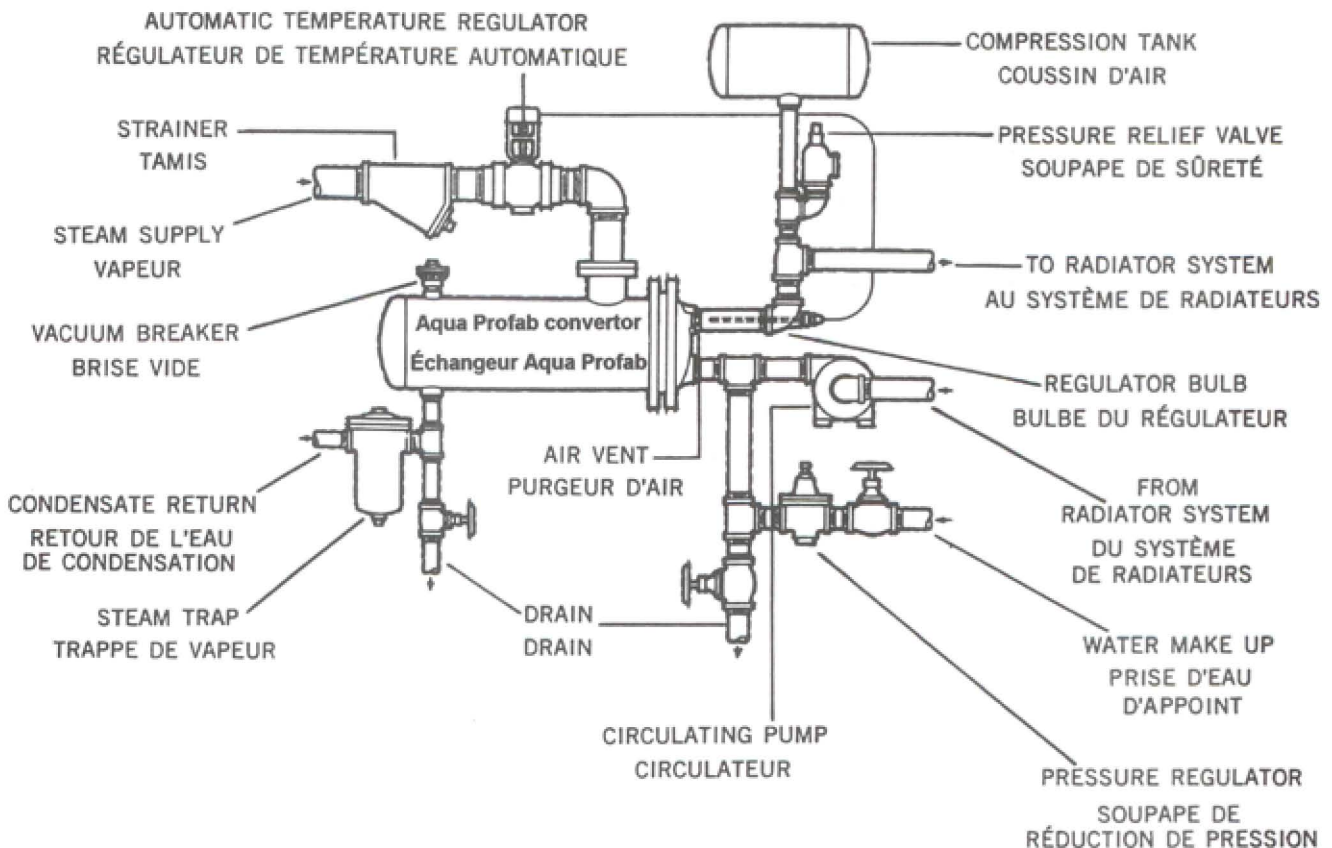 AUTOMATIC TEMPERATURE REGULATOR
RÉGULATEUR DE TEMPÉRATURE AUTOMATIQUE
COMPRESSION TANK
COUSSIN D'AIR
STRAINER
TAMIS
PRESSURE RELIEF VALVE
SOUPAPE DE SÛRETÉ
STEAM SUPPLY
VAPEUR
TO RADIATOR SYSTEM
AU SYSTÈME DE RADIATEURS
VACUUM BREAKER
BRISE VIDE
Aqua Profab convertor
Échangeur Aqua Profab
REGULATOR BULB
BULBE DU RÉGULATEUR
AIR VENT
PURGEUR D'AIR
CONDENSATE RETURN
RETOUR DE L'EAU
DE CONDENSATION
FROM
RADIATOR SYSTEM
DU SYSTÈME
DE RADIATEURS
STEAM TRAP
TRAPPE DE VAPEUR
DRAIN
DRAIN
WATER MAKE UP
PRISE D'EAU
D'APPOINT
CIRCULATING PUMP
CIRCULATEUR
PRESSURE REGULATOR
SOUPAPE DE
RÉDUCTION DE PRESSION